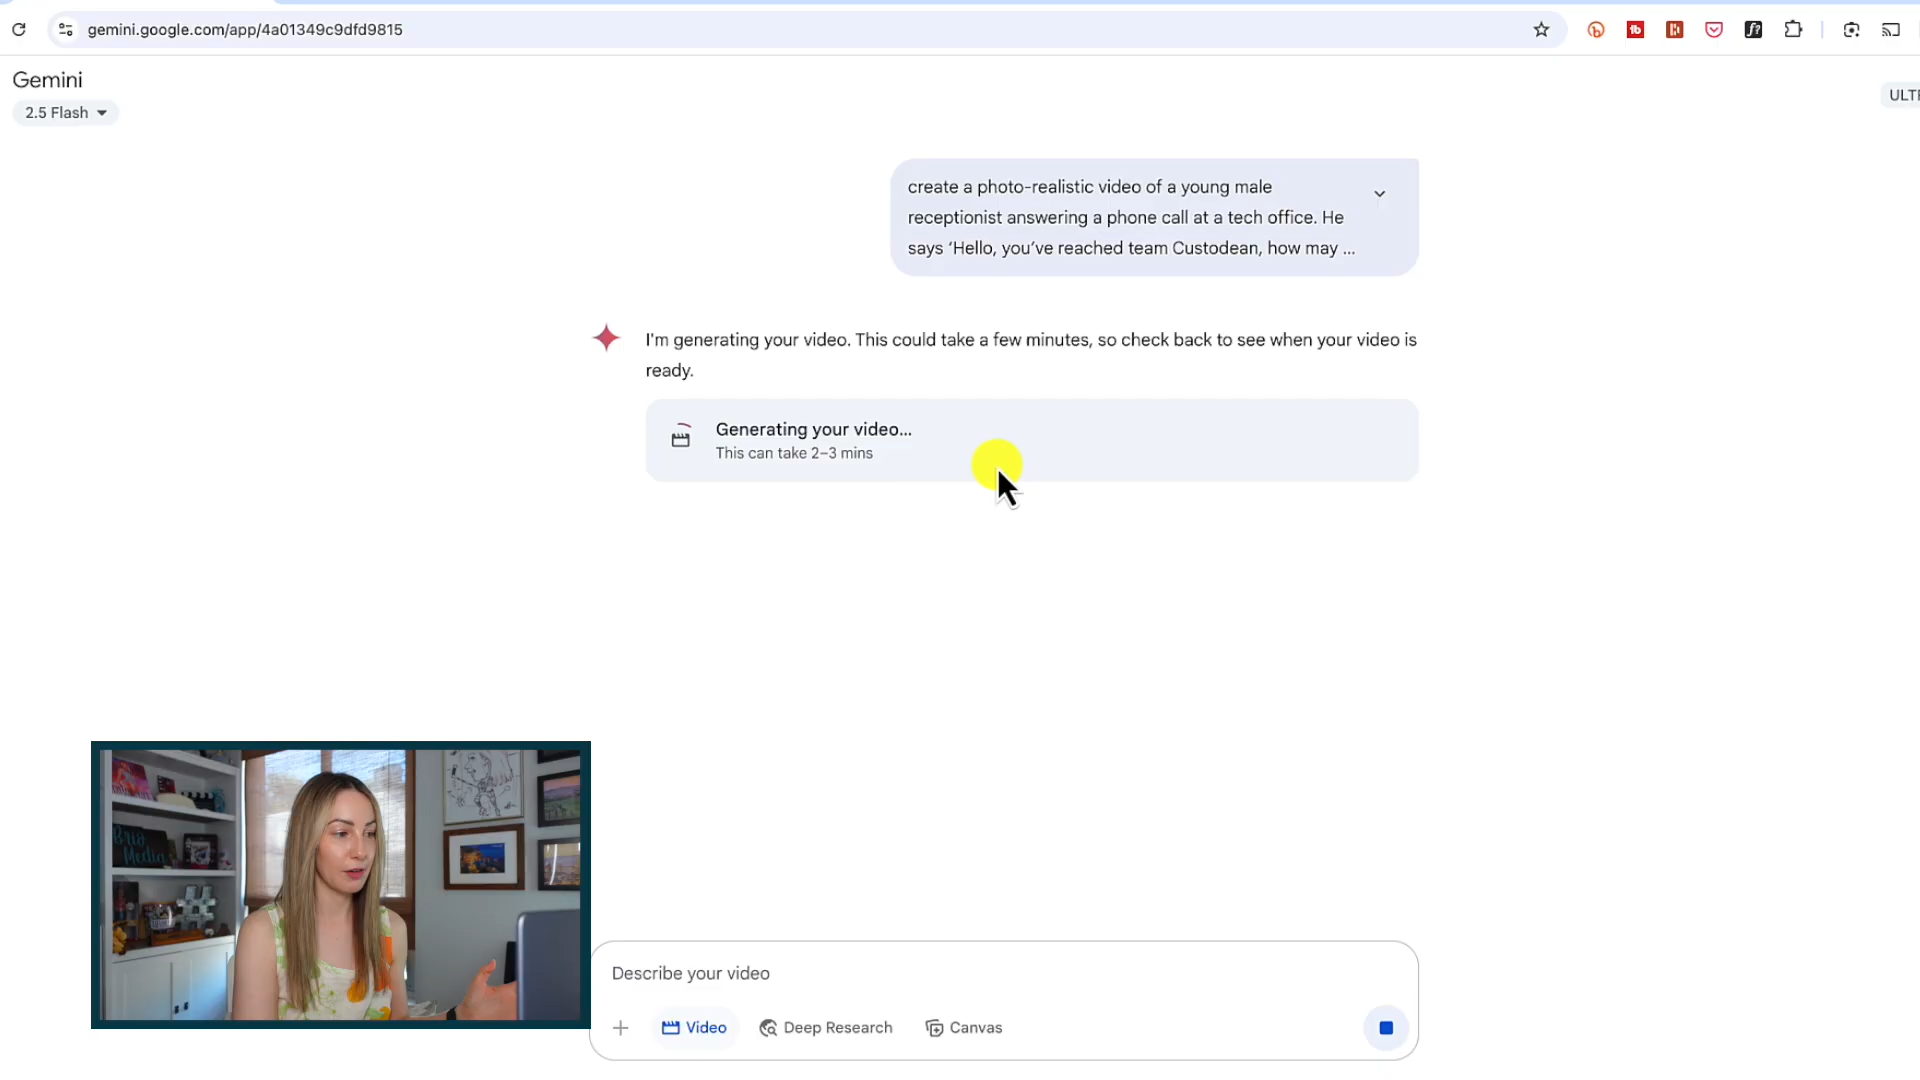 gemini.google.com/app/4a01349c9dfd9815
Gemini
2.5 Flash
ULTR
create a photo-realistic video of a young male
receptionist answering a phone call at a tech office. He
says ‘Hello, you’ve reached team Custodean, how may ...
I'm generating your video. This could take a few minutes, so check back to see when your video is
ready.
Generating your video...
This can take 2–3 mins
Brio
Media
Describe your video
Video
Deep Research
Canvas